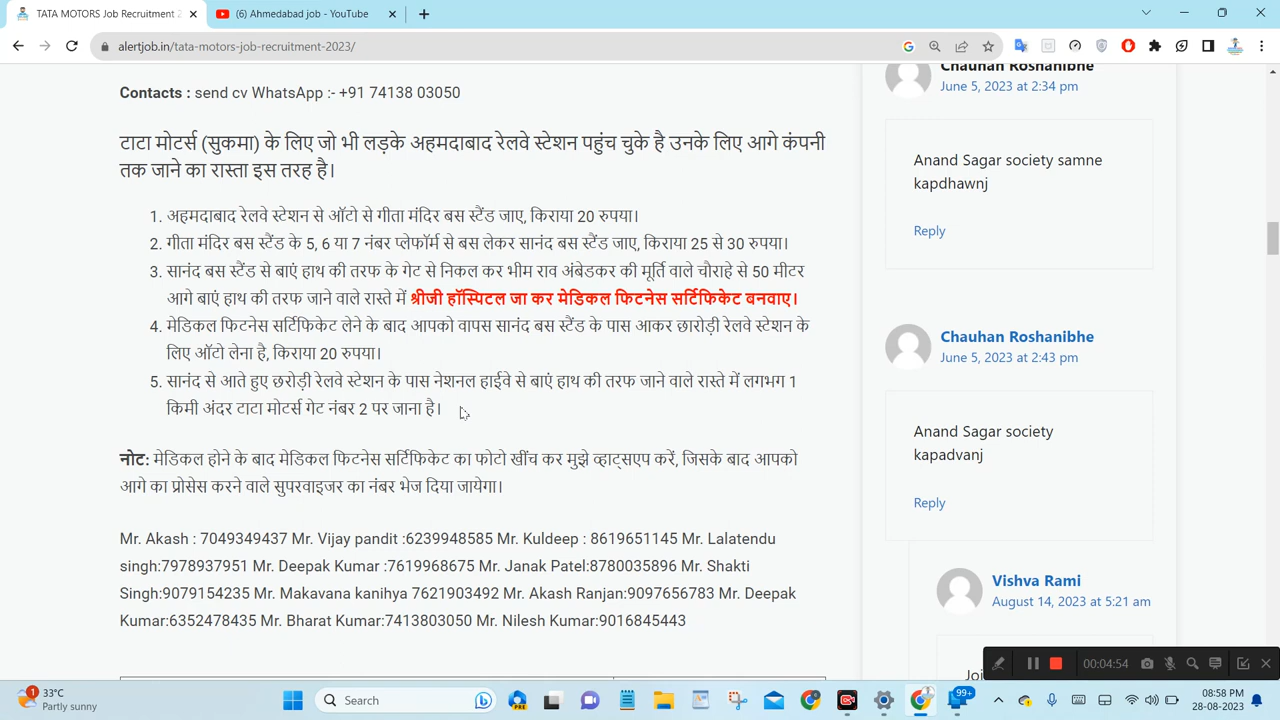 TATA MOTORS Job Recruitment 2
(6) Ahmedabad job - YouTube
alertjob.in/tata-motors-job-recruitment-2023/
Contacts : send cv WhatsApp :- +91 74138 03050
टाटा मोटर्स (सुकमा) के लिए जो भी लड़के अहमदाबाद रेलवे स्टेशन पहुंच चुके है उनके लिए आगे कंपनी
तक जाने का रास्ता इस तरह है।
1. अहमदाबाद रेलवे स्टेशन से ऑटो से गीता मंदिर बस स्टैंड जाए, किराया 20 रुपया।
2. गीता मंदिर बस स्टैंड के 5, 6 या 7 नंबर प्लेफॉर्म से बस लेकर सानंद बस स्टैंड जाए, किराया 25 से 30 रुपया।
3. सानंद बस स्टैंड से बाएं हाथ की तरफ के गेट से निकल कर भीम राव अंबेडकर की मूर्ति वाले चौराहे से 50 मीटर
आगे बाएं हाथ की तरफ जाने वाले रास्ते में श्रीजी हॉस्पिटल जा कर मेडिकल फिटनेस सर्टिफिकेट बनवाए।
4. मेडिकल फिटनेस सर्टिफिकेट लेने के बाद आपको वापस सानंद बस स्टैंड के पास आकर छारोड़ी रेलवे स्टेशन के
लिए ऑटो लेना है, किराया 20 रुपया।
5. सानंद से आते हुए छरोड़ी रेलवे स्टेशन के पास नेशनल हाईवे से बाएं हाथ की तरफ जाने वाले रास्ते में लगभग 1
किमी अंदर टाटा मोटर्स गेट नंबर 2 पर जाना है।
नोट: मेडिकल होने के बाद मेडिकल फिटनेस सर्टिफिकेट का फोटो खींच कर मुझे व्हाट्सएप करें, जिसके बाद आपको
आगे का प्रोसेस करने वाले सुपरवाइजर का नंबर भेज दिया जायेगा।
Mr. Akash : 7049349437 Mr. Vijay pandit :6239948585 Mr. Kuldeep : 8619651145 Mr. Lalatendu
singh:7978937951 Mr. Deepak Kumar :7619968675 Mr. Janak Patel:8780035896 Mr. Shakti
Singh:9079154235 Mr. Makavana kanihya 7621903492 Mr. Akash Ranjan:9097656783 Mr. Deepak
Kumar:6352478435 Mr. Bharat Kumar:7413803050 Mr. Nilesh Kumar:9016845443
Chauhan Roshanibhe
June 5, 2023 at 2:34 pm
Anand Sagar society samne
kapdhawnj
Reply
Chauhan Roshanibhe
June 5, 2023 at 2:43 pm
Anand Sagar society
kapadvanj
Reply
Vishva Rami
August 14, 2023 at 5:21 am
Joi
00:04:54
1
33°C
Partly sunny
Search
PRE
99+
08:58 PM
28-08-2023